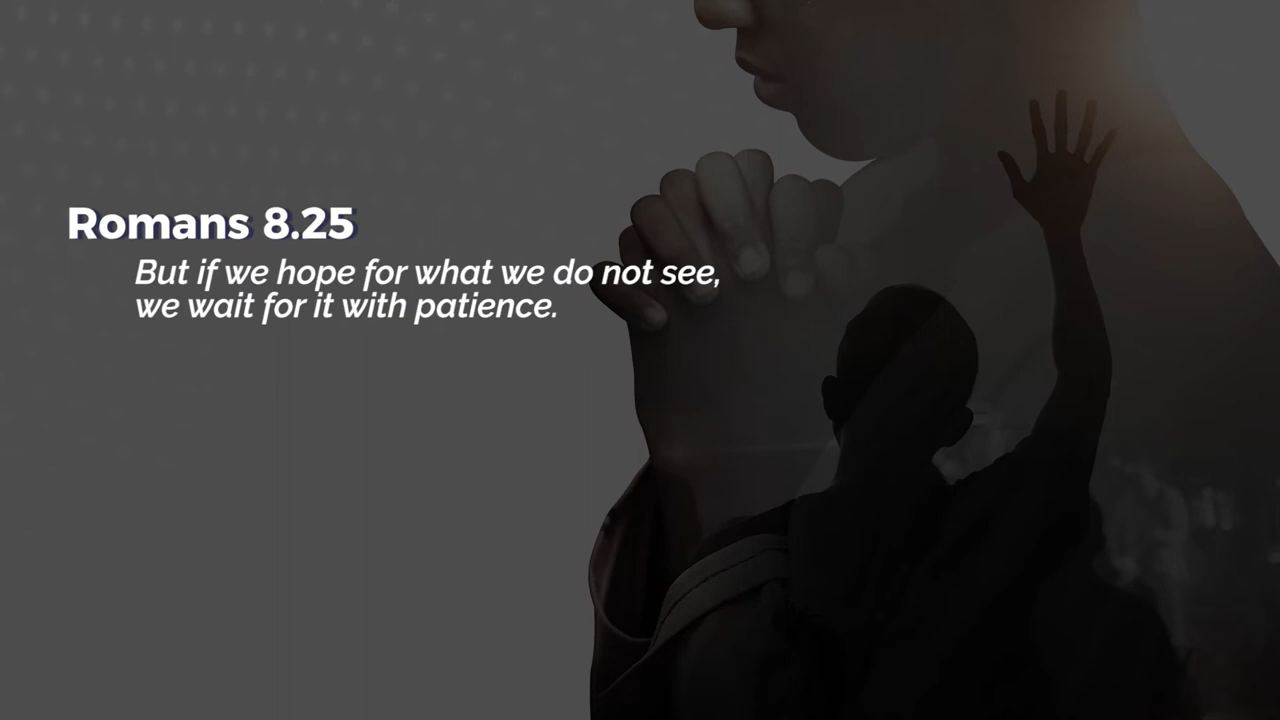 Romans 8.25
But if we hope for what we do not see,
we wait for it with patience.